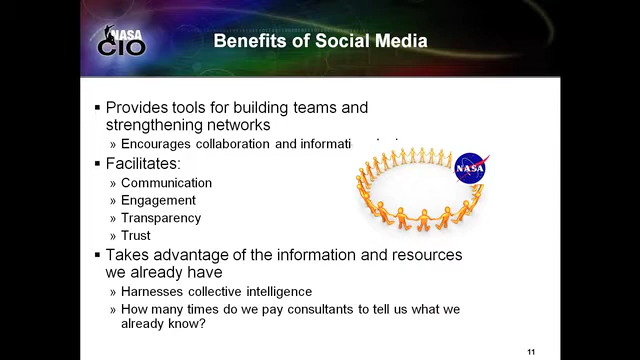 NASA
CIO
Benefits of Social Media
Provides tools for building teams and
strengthening networks
» Encourages collaboration and
Facilitates:
» Communication
» Engagement
» Transparency
» Trust
NASA
Takes advantage of the information and resources
we already have
» Harnesses collective intelligence
» How many times do we pay consultants to tell us what we
already know?
11